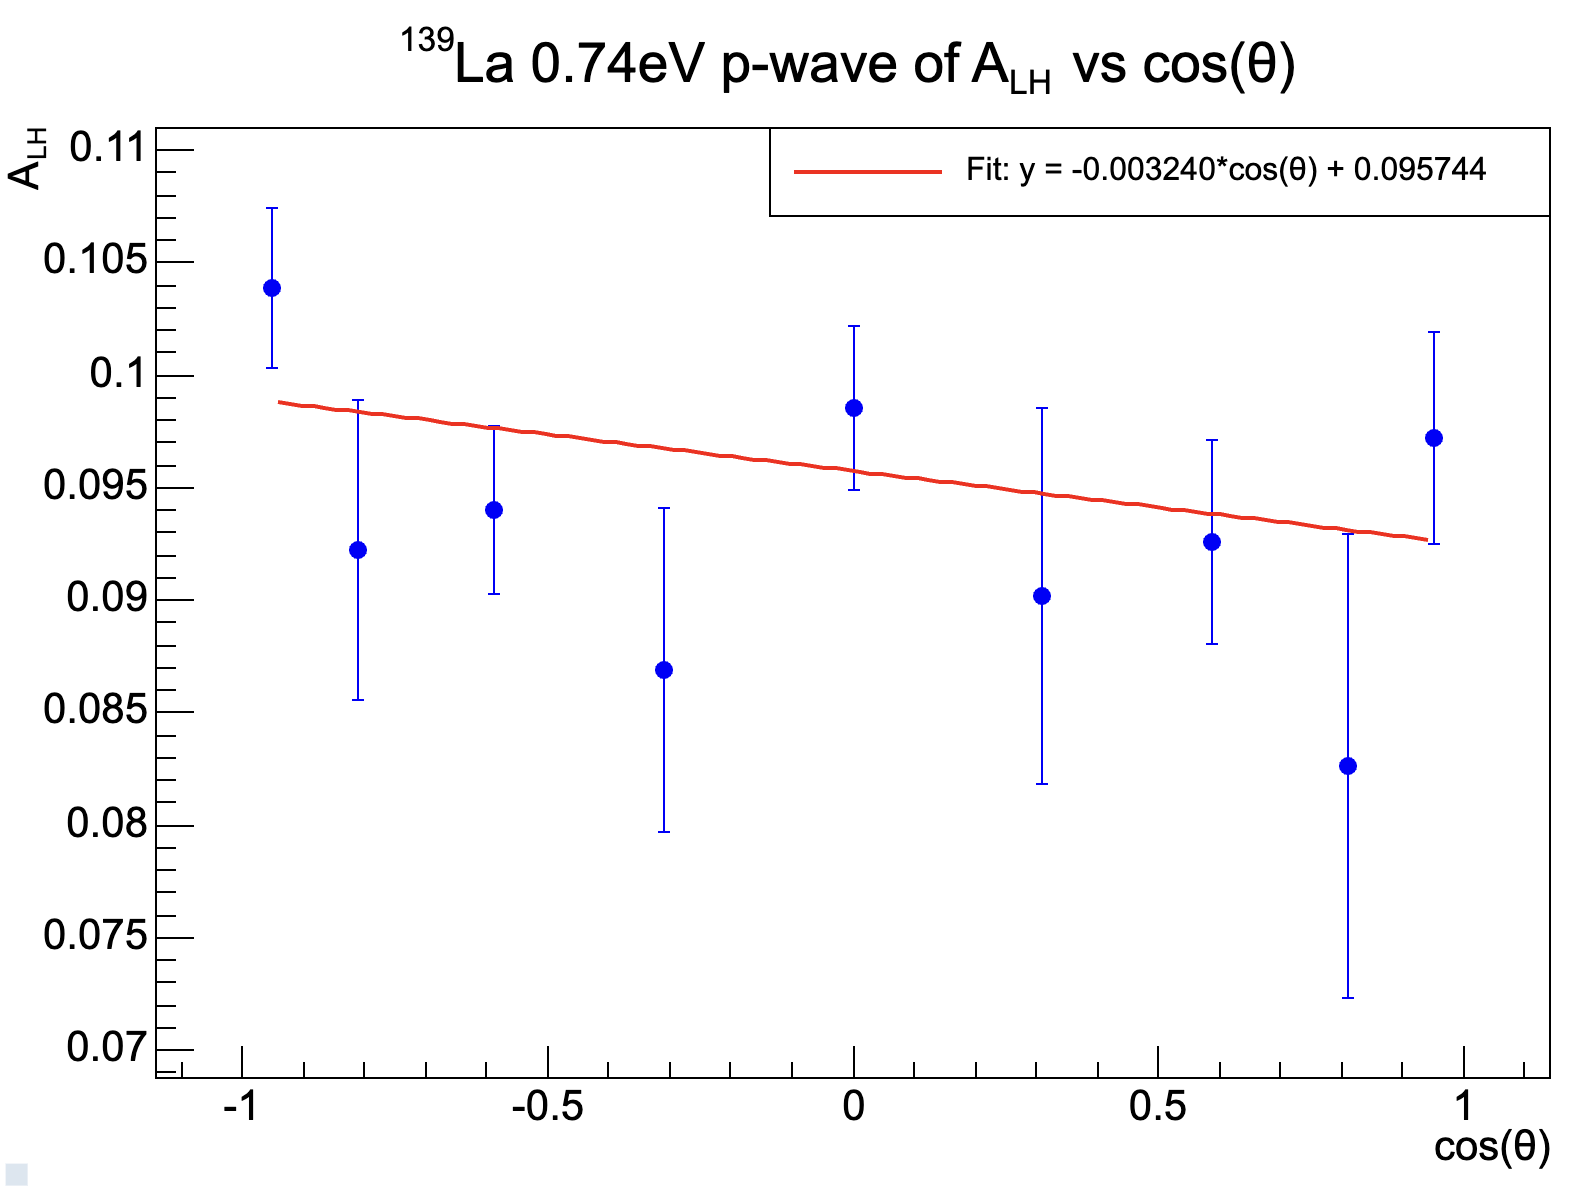 ¹³⁹La 0.74eV p-wave of A_LH vs cos(θ)
A_LH
Fit: y = -0.003240*cos(θ) + 0.095744
0.11
0.105
0.1
0.095
0.09
0.085
0.08
0.075
0.07
-1 -0.5 0 0.5 1
cos(θ)